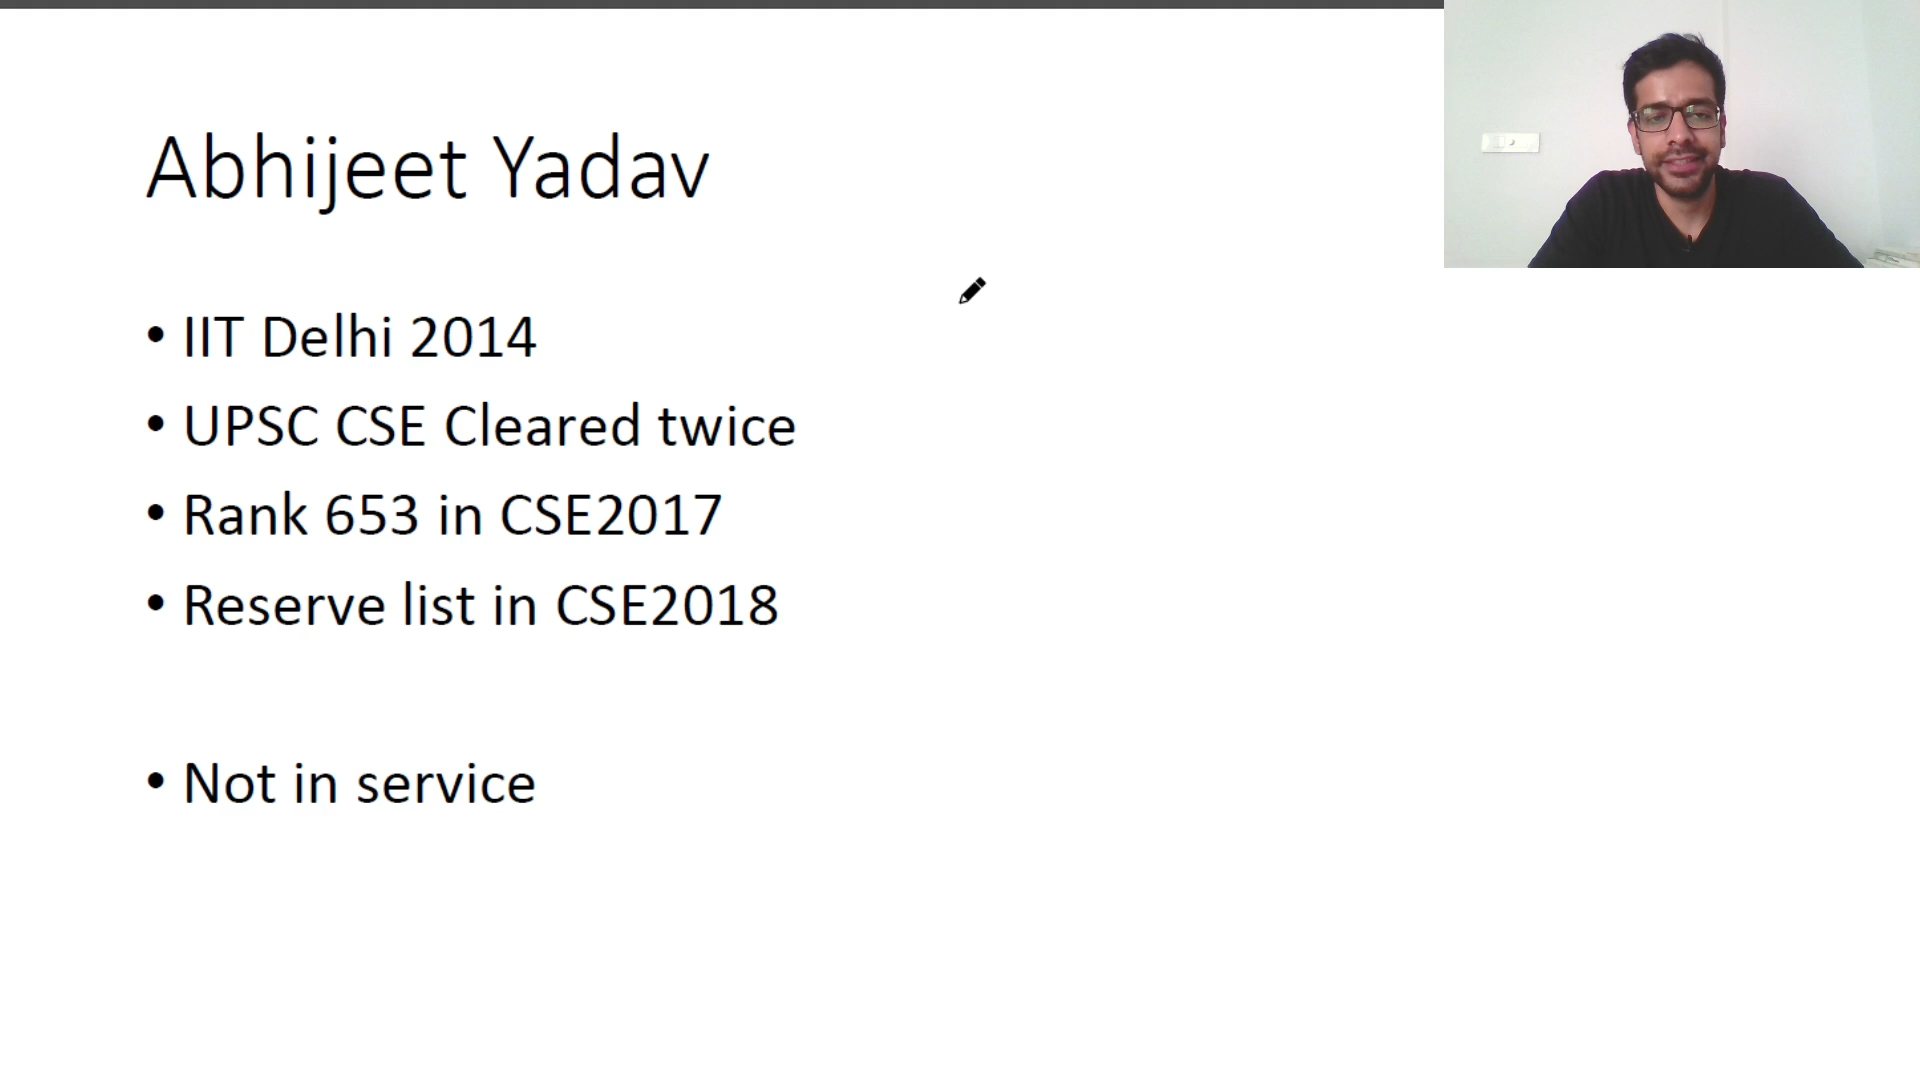 Abhijeet Yadav
• IIT Delhi 2014
• UPSC CSE Cleared twice
• Rank 653 in CSE2017
• Reserve list in CSE2018
• Not in service